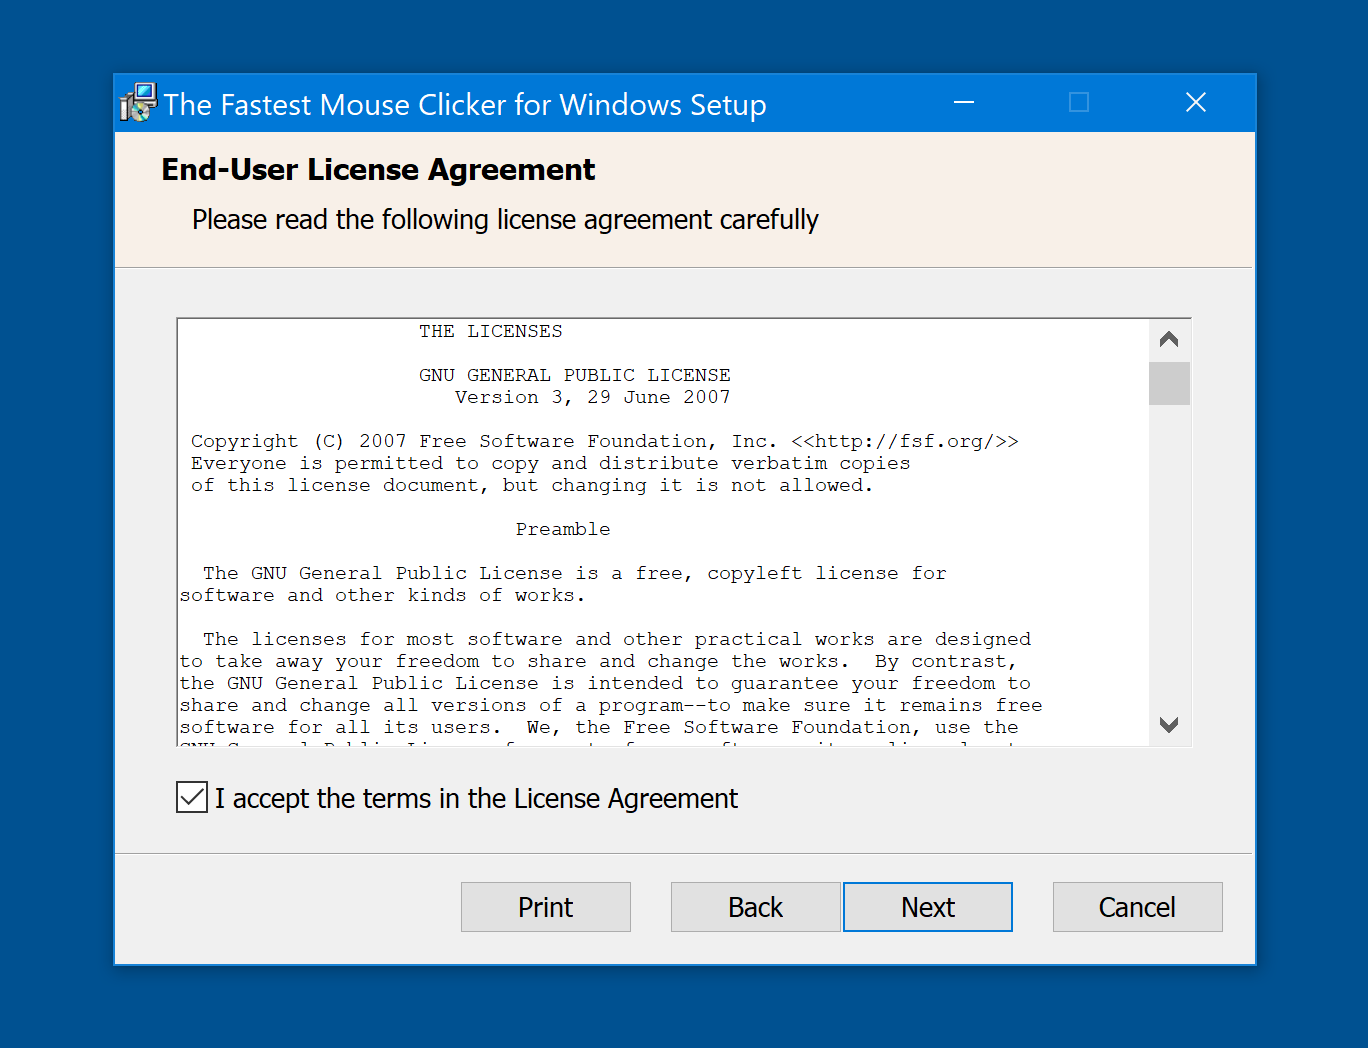 The Fastest Mouse Clicker for Windows Setup
End-User License Agreement
Please read the following license agreement carefully
THE LICENSES
GNU GENERAL PUBLIC LICENSE
Version 3, 29 June 2007
Copyright (C) 2007 Free Software Foundation, Inc. <<http://fsf.org/>>
Everyone is permitted to copy and distribute verbatim copies
of this license document, but changing it is not allowed.
Preamble
The GNU General Public License is a free, copyleft license for
software and other kinds of works.
The licenses for most software and other practical works are designed
to take away your freedom to share and change the works.  By contrast,
the GNU General Public License is intended to guarantee your freedom to
share and change all versions of a program--to make sure it remains free
software for all its users.  We, the Free Software Foundation, use the
I accept the terms in the License Agreement
Print
Back
Next
Cancel